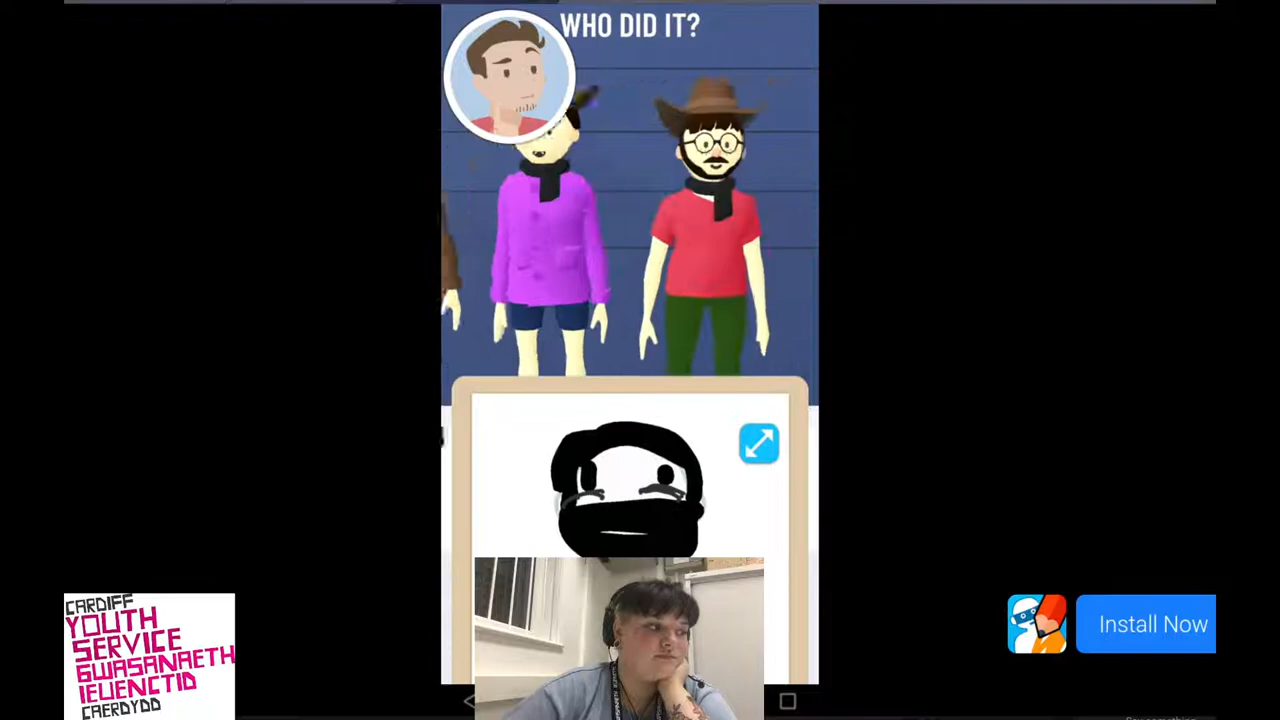 WHO DID IT?
CARDIFF
YOUTH
SERVICE
GWASANAETH
IEUENCTID
CAERDYDD
Install Now